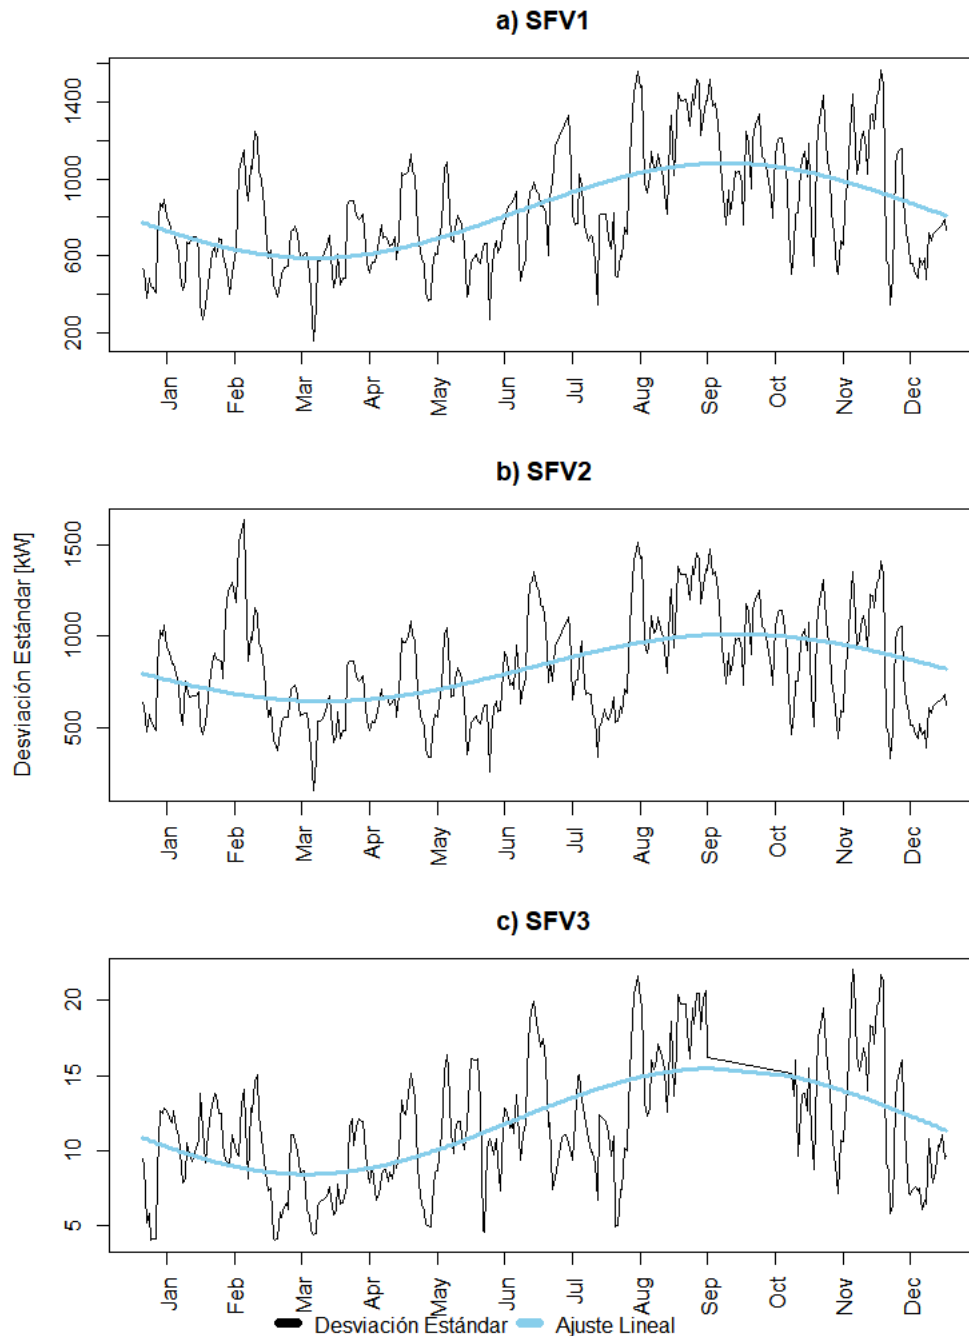 a) SFV1
1400
1000
600
200
Jan Feb Mar Apr May Jun Jul Aug Sep Oct Nov Dec
b) SFV2
Desviación Estándar [kW]
1500
1000
500
Jan Feb Mar Apr May Jun Jul Aug Sep Oct Nov Dec
c) SFV3
20
15
10
5
Jan Feb Mar Apr May Jun Jul Aug Sep Oct Nov Dec
Desviación Estándar Ajuste Lineal